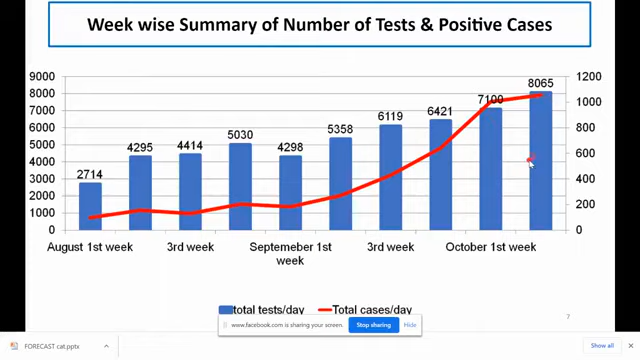 Week wise Summary of Number of Tests & Positive Cases
9000
8000
7000
6000
5000
4000
3000
2000
1000
0
2714
4295
4414
5030
4298
5358
6119
6421
7100
8065
1200
1000
800
600
400
200
0
August 1st week
3rd week
Septemeber 1st
week
3rd week
October 1st week
total tests/day
Total cases/day
7
www.facebook.com is sharing your screen.
Stop sharing
Hide
FORECAST cat.pptx
Show all